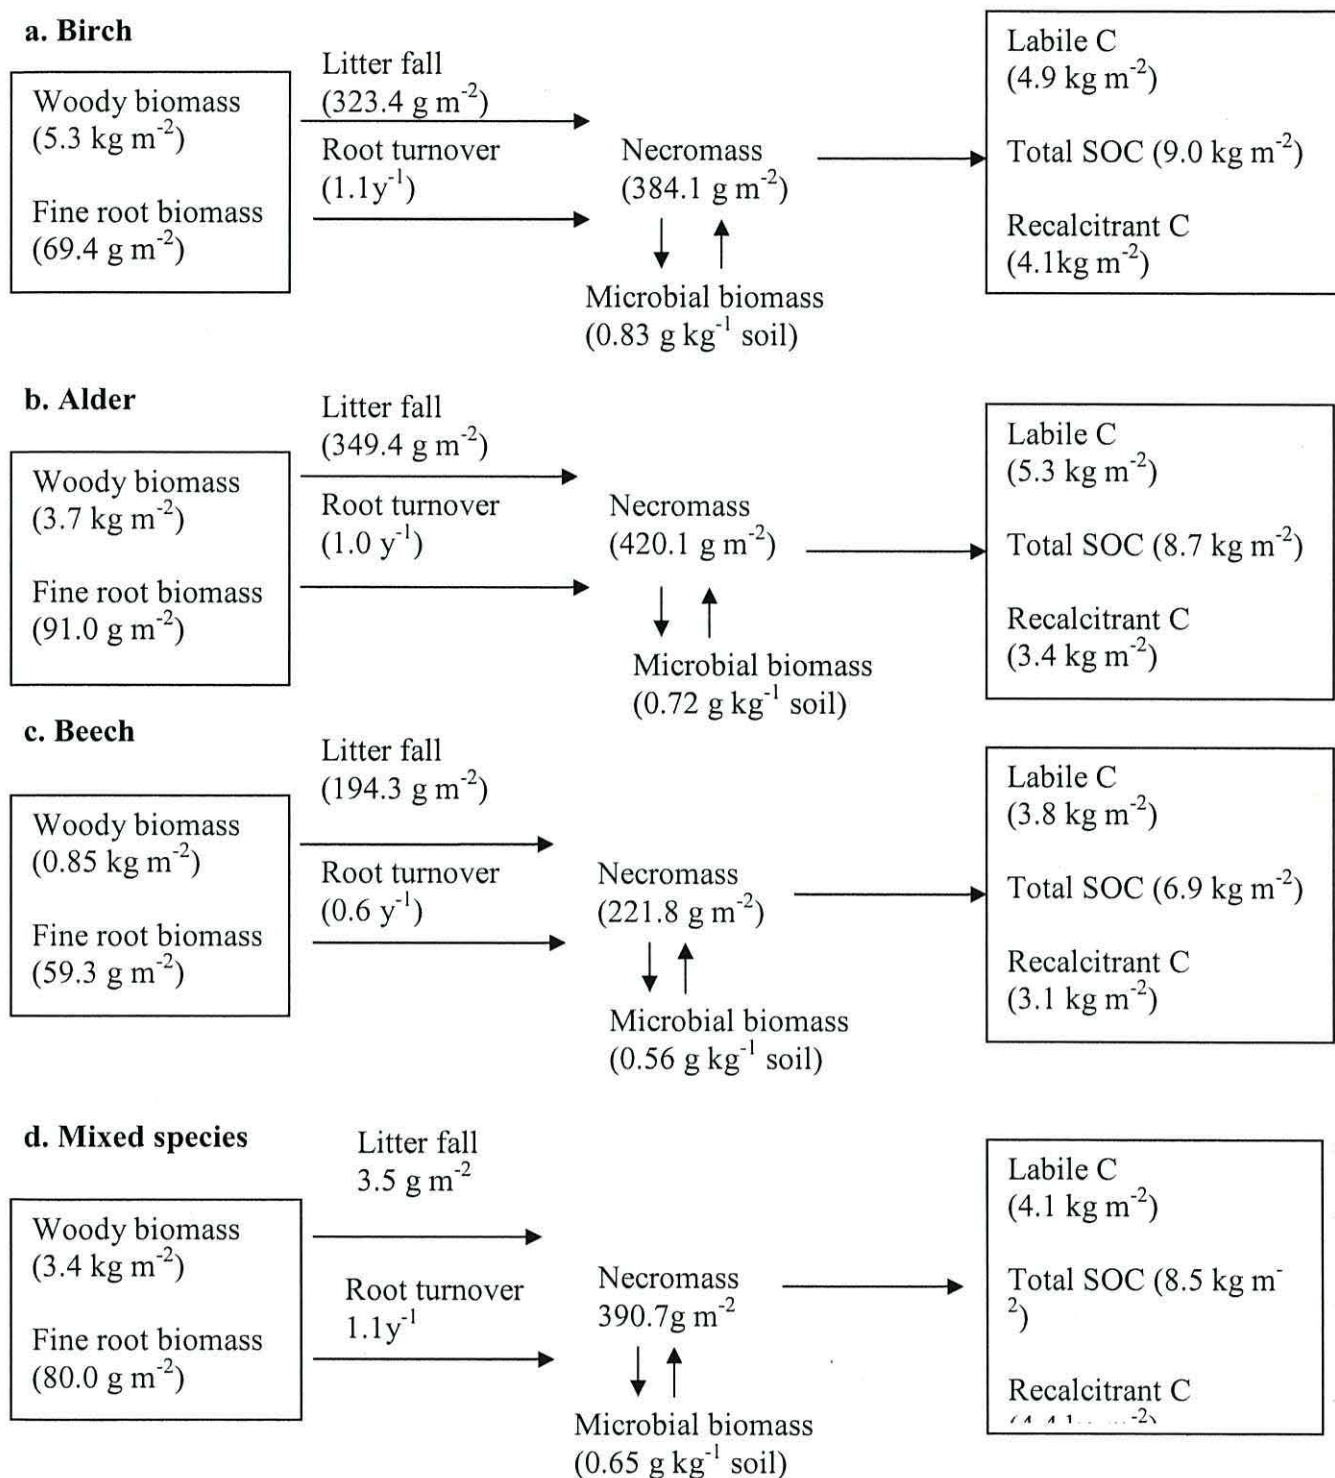 a. Birch
Woody biomass
(5.3 kg m⁻²)
Fine root biomass
(69.4 g m⁻²)
Litter fall
(323.4 g m⁻²)
Root turnover
(1.1y⁻¹)
Necromass
(384.1 g m⁻²)
Microbial biomass
(0.83 g kg⁻¹ soil)
Labile C
(4.9 kg m⁻²)
Total SOC (9.0 kg m⁻²)
Recalcitrant C
(4.1kg m⁻²)
b. Alder
Woody biomass
(3.7 kg m⁻²)
Fine root biomass
(91.0 g m⁻²)
Litter fall
(349.4 g m⁻²)
Root turnover
(1.0 y⁻¹)
Necromass
(420.1 g m⁻²)
Microbial biomass
(0.72 g kg⁻¹ soil)
Labile C
(5.3 kg m⁻²)
Total SOC (8.7 kg m⁻²)
Recalcitrant C
(3.4 kg m⁻²)
c. Beech
Woody biomass
(0.85 kg m⁻²)
Fine root biomass
(59.3 g m⁻²)
Litter fall
(194.3 g m⁻²)
Root turnover
(0.6 y⁻¹)
Necromass
(221.8 g m⁻²)
Microbial biomass
(0.56 g kg⁻¹ soil)
Labile C
(3.8 kg m⁻²)
Total SOC (6.9 kg m⁻²)
Recalcitrant C
(3.1 kg m⁻²)
d. Mixed species
Woody biomass
(3.4 kg m⁻²)
Fine root biomass
(80.0 g m⁻²)
Litter fall
3.5 g m⁻²
Root turnover
1.1y⁻¹
Necromass
390.7g m⁻²
Microbial biomass
(0.65 g kg⁻¹ soil)
Labile C
(4.1 kg m⁻²)
Total SOC (8.5 kg m⁻
²)
Recalcitrant C